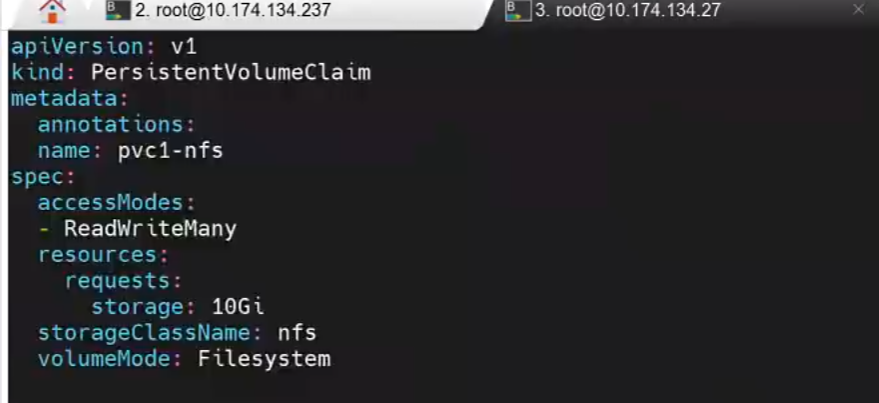 2. root@10.174.134.237
3. root@10.174.134.27
apiVersion: v1
kind: PersistentVolumeClaim
metadata:
  annotations:
  name: pvc1-nfs
spec:
  accessModes:
  - ReadWriteMany
  resources:
    requests:
      storage: 10Gi
  storageClassName: nfs
  volumeMode: Filesystem